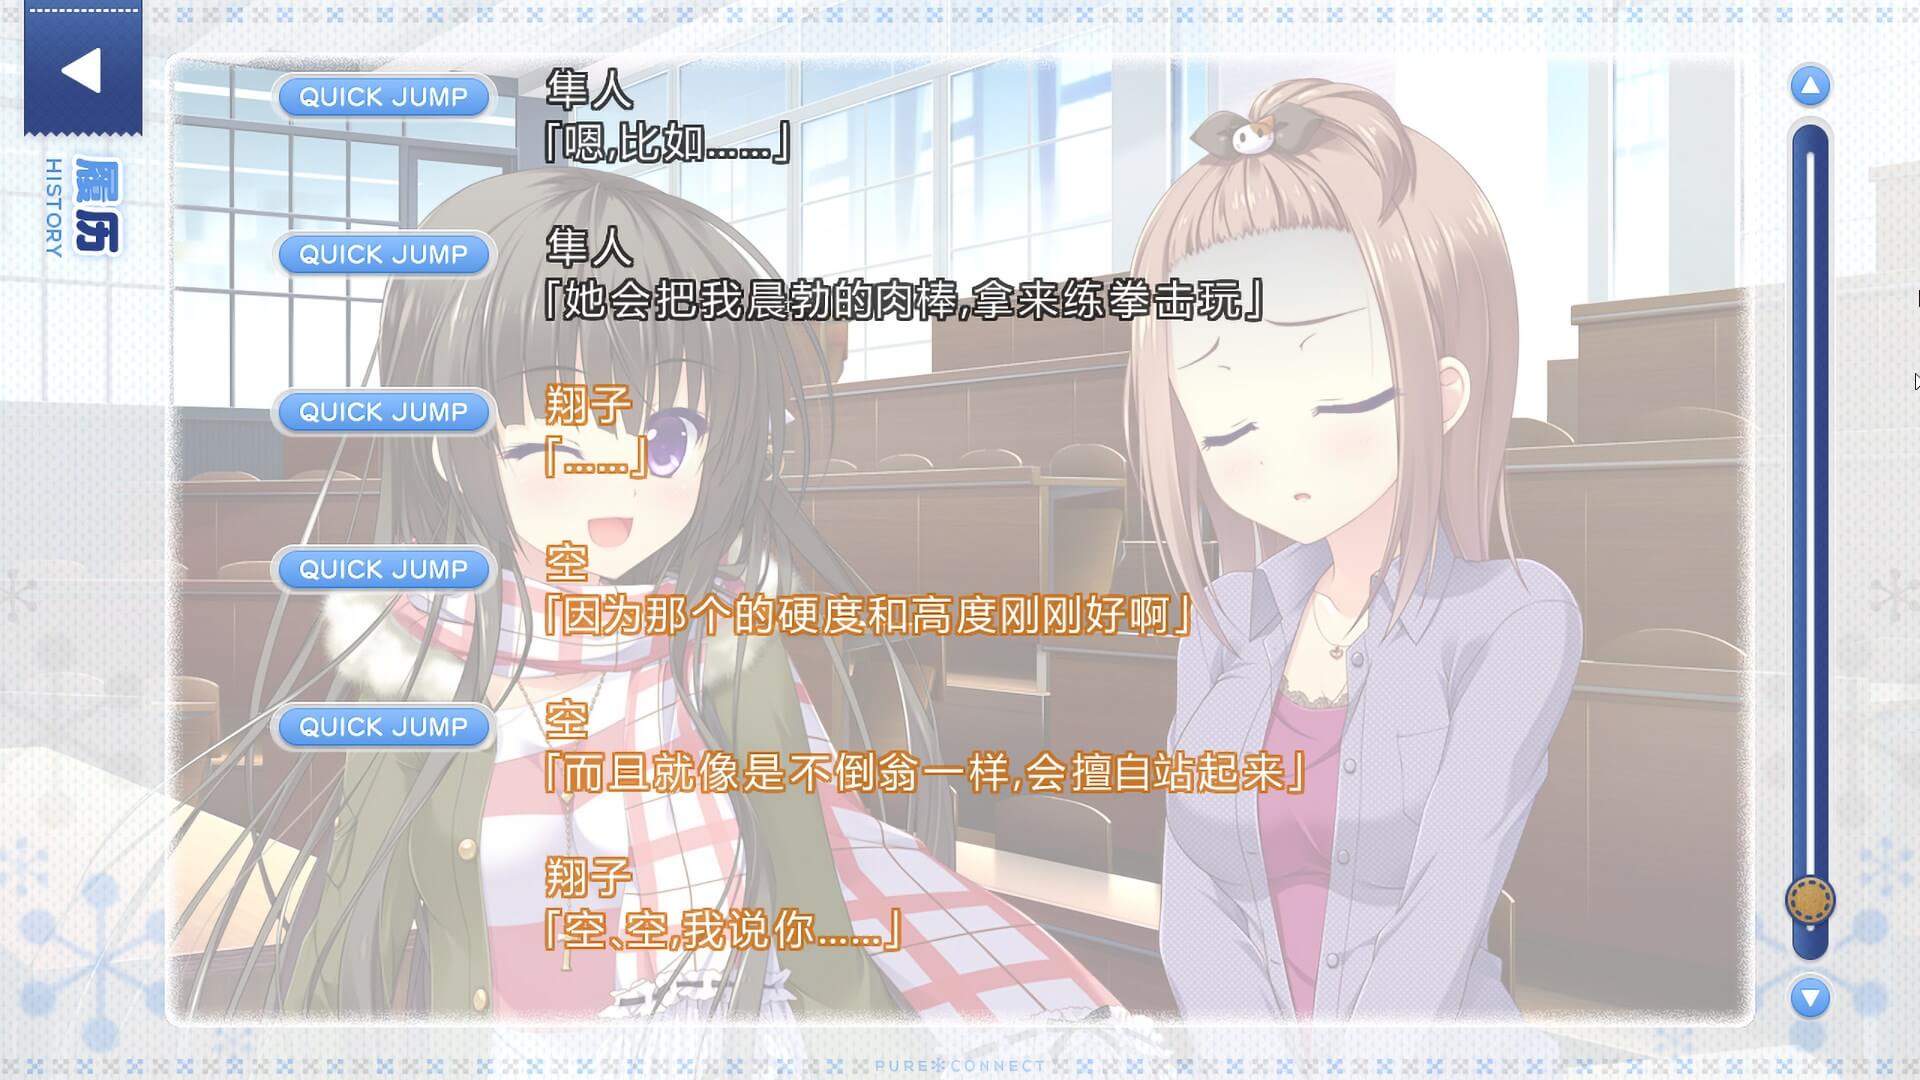 履历
HISTORY
QUICK JUMP
隼人
「嗯,比如……」
QUICK JUMP
隼人
「她会把我晨勃的肉棒,拿来练拳击玩」
QUICK JUMP
翔子
「……」
QUICK JUMP
空
「因为那个的硬度和高度刚刚好啊」
QUICK JUMP
空
「而且就像是不倒翁一样,会擅自站起来」
翔子
「空、空,我说你……」
PURE✻CONNECT